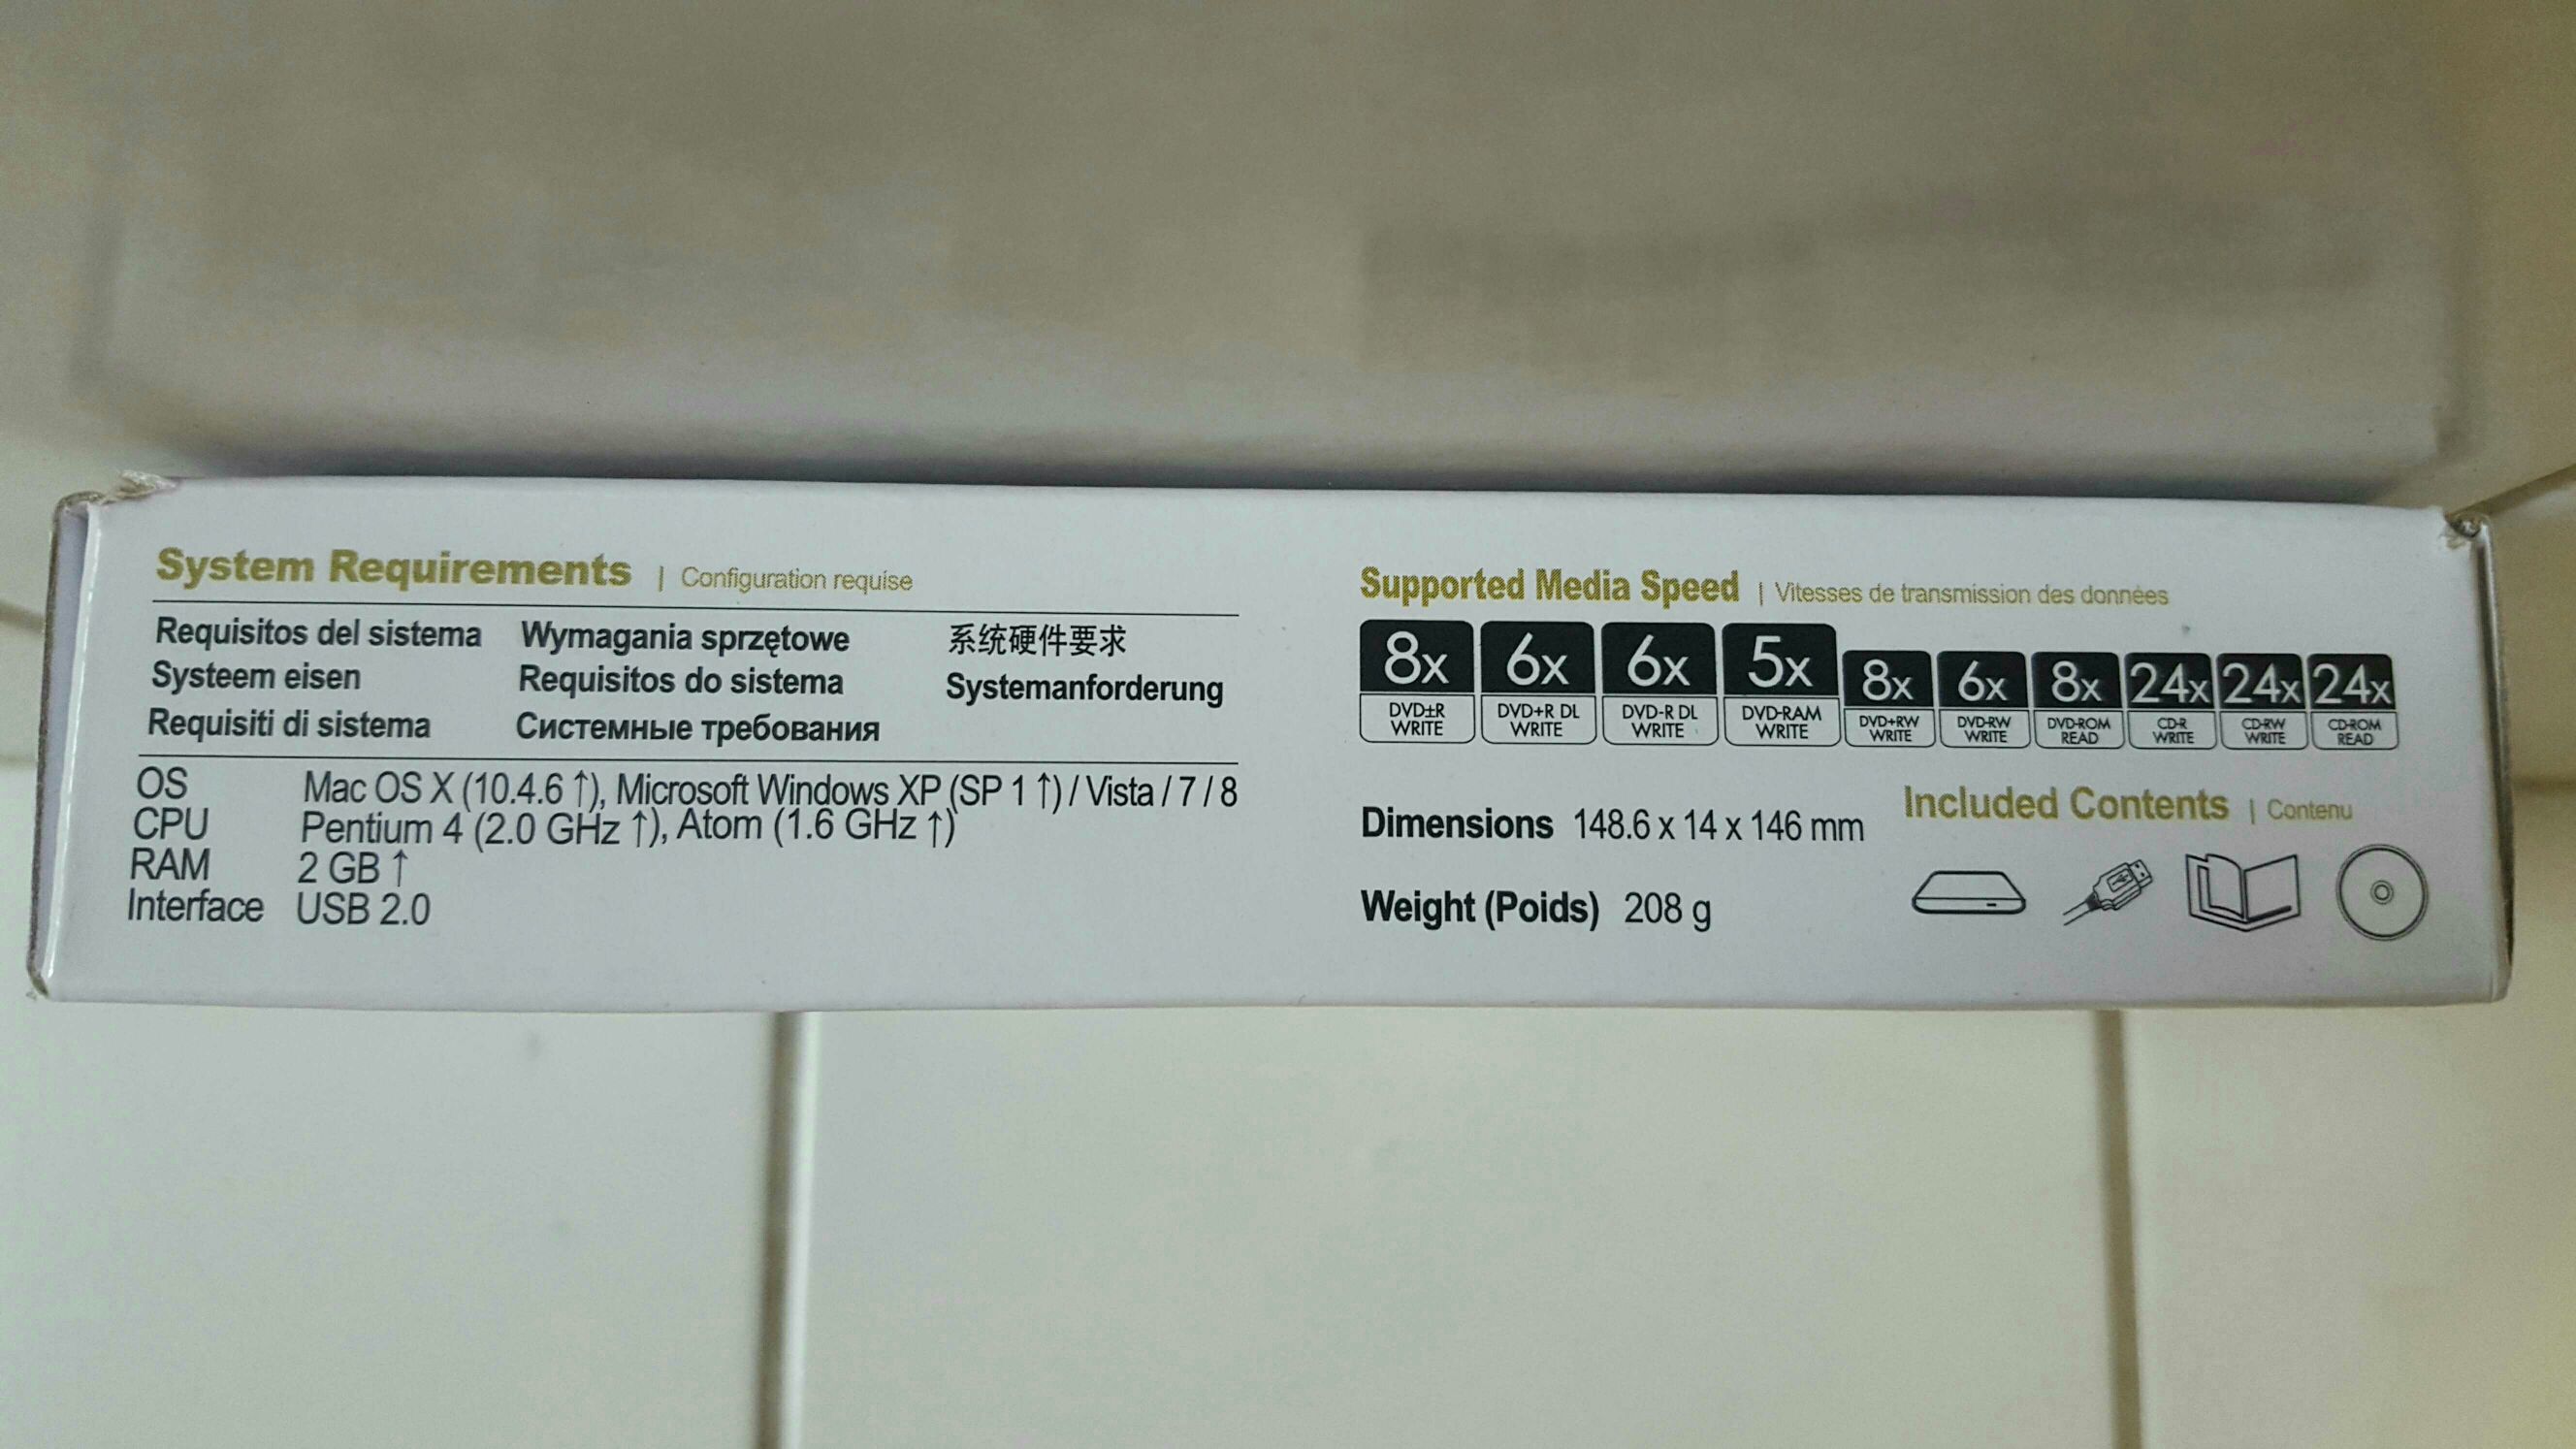 System Requirements | Configuration requise
Requisitos del sistema Wymagania sprzętowe 系统硬件要求
Systeem eisen Requisitos do sistema Systemanforderung
Requisiti di sistema Системные требования
OS Mac OS X (10.4.6 ↑), Microsoft Windows XP (SP 1 ↑) / Vista / 7 / 8
CPU Pentium 4 (2.0 GHz ↑), Atom (1.6 GHz ↑)
RAM 2 GB ↑
Interface USB 2.0
Supported Media Speed | Vitesses de transmission des données
8x 6x 6x 5x 8x 6x 8x 24x 24x 24x
DVD±R DVD+R DL DVD-R DL DVD-RAM DVD+RW DVD-RW DVD-ROM CD-R CD-RW CD-ROM
WRITE WRITE WRITE WRITE WRITE WRITE READ WRITE WRITE READ
Dimensions 148.6 x 14 x 146 mm
Weight (Poids) 208 g
Included Contents | Contenu